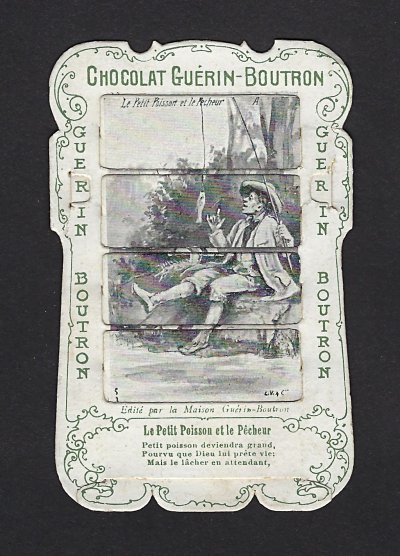 CHOCOLAT GUÉRIN-BOUTRON
Le Petit Poisson et le Pêcheur A
GUERIN
BOUTRON
GUERIN
BOUTRON
Edité par la Maison Guérin-Boutron
Le Petit Poisson et le Pêcheur
Petit poisson deviendra grand,
Pourvu que Dieu lui prête vie;
Mais le lâcher en attendant,